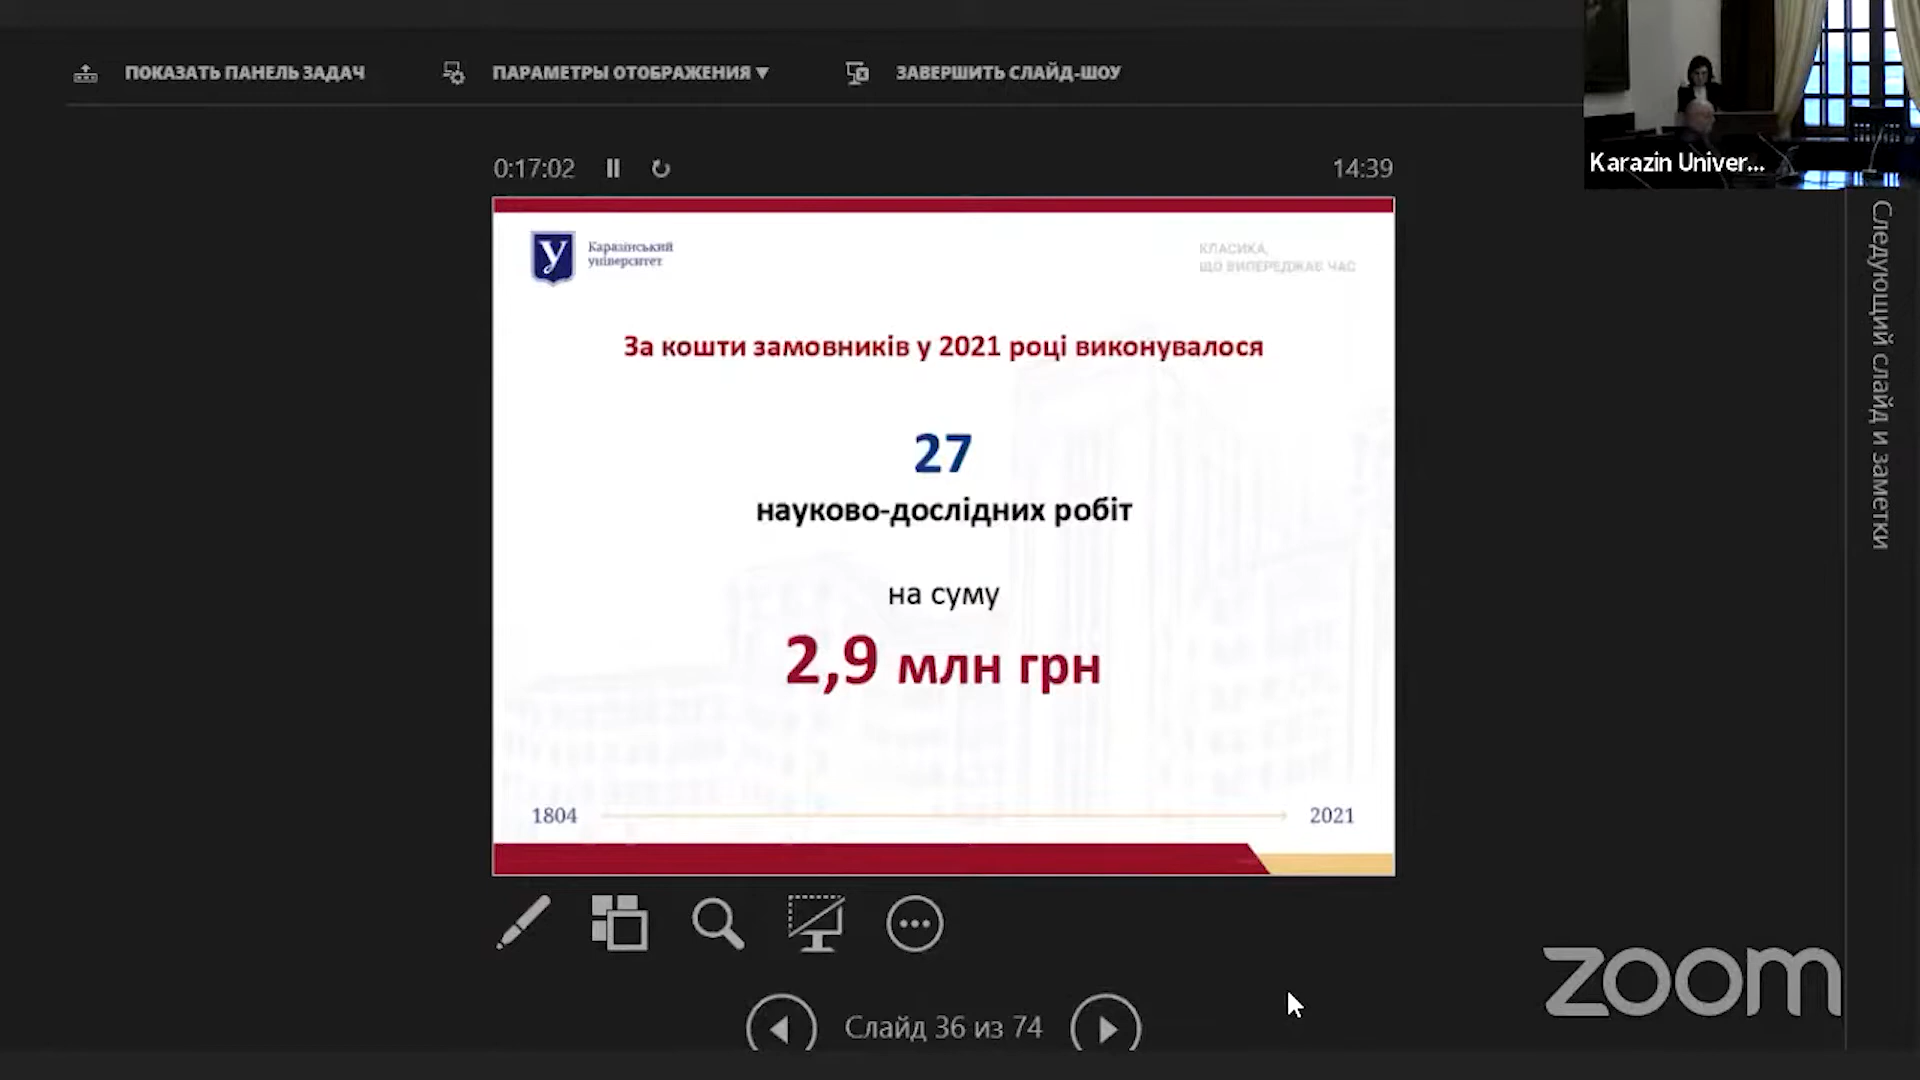 ПОКАЗАТЬ ПАНЕЛЬ ЗАДАЧ
ПАРАМЕТРЫ ОТОБРАЖЕНИЯ ▼
ЗАВЕРШИТЬ СЛАЙД-ШОУ
Karazin Univer...
0:17:02
14:39
Каразінський
університет
КЛАСИКА,
ЩО ВИПЕРЕДЖАЄ ЧАС
За кошти замовників у 2021 році виконувалося
27
науково-дослідних робіт
на суму
2,9 млн грн
1804
2021
Слайд 36 из 74
Следующий слайд и заметки
zoom